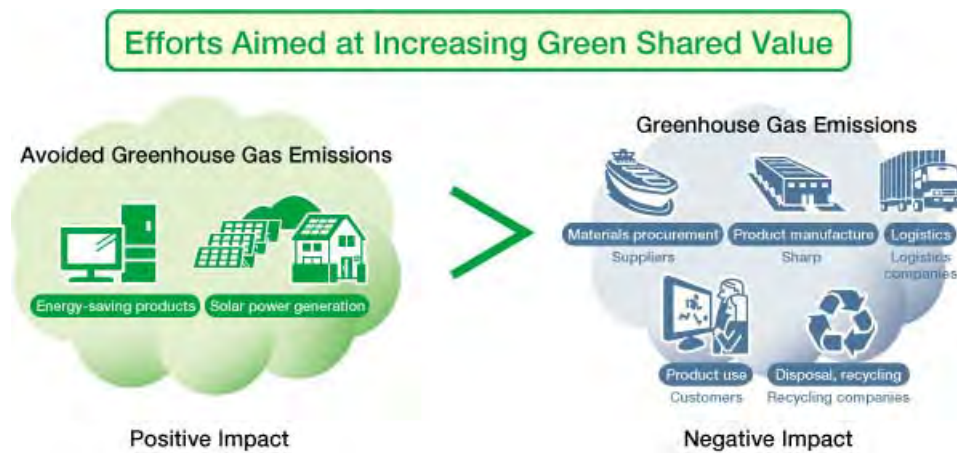 Efforts Aimed at Increasing Green Shared Value
Avoided Greenhouse Gas Emissions
Energy-saving products
Solar power generation
Positive Impact
>
Greenhouse Gas Emissions
Materials procurement
Suppliers
Product manufacture
Sharp
Logistics
Logistics
companies
Product use
Customers
Disposal, recycling
Recycling companies
Negative Impact